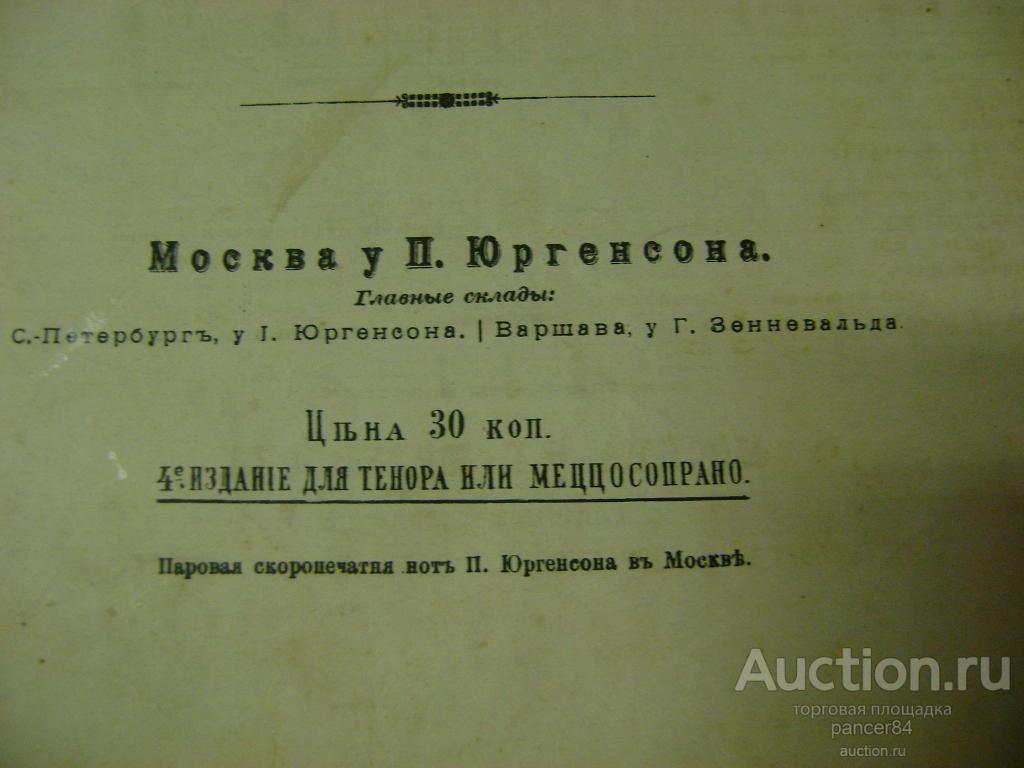 Москва у П. Юргенсона.
Главные склады:
С.-Петербургъ, у І. Юргенсона. | Варшава, у Г. Зенневальда.
Цѣна 30 коп.
4е. ИЗДАНІЕ ДЛЯ ТЕНОРА ИЛИ МЕЦЦОСОПРАНО.
Паровая скоропечатня нотъ П. Юргенсона въ Москвѣ.
Auction.ru
торговая площадка
pancer84
auction.ru